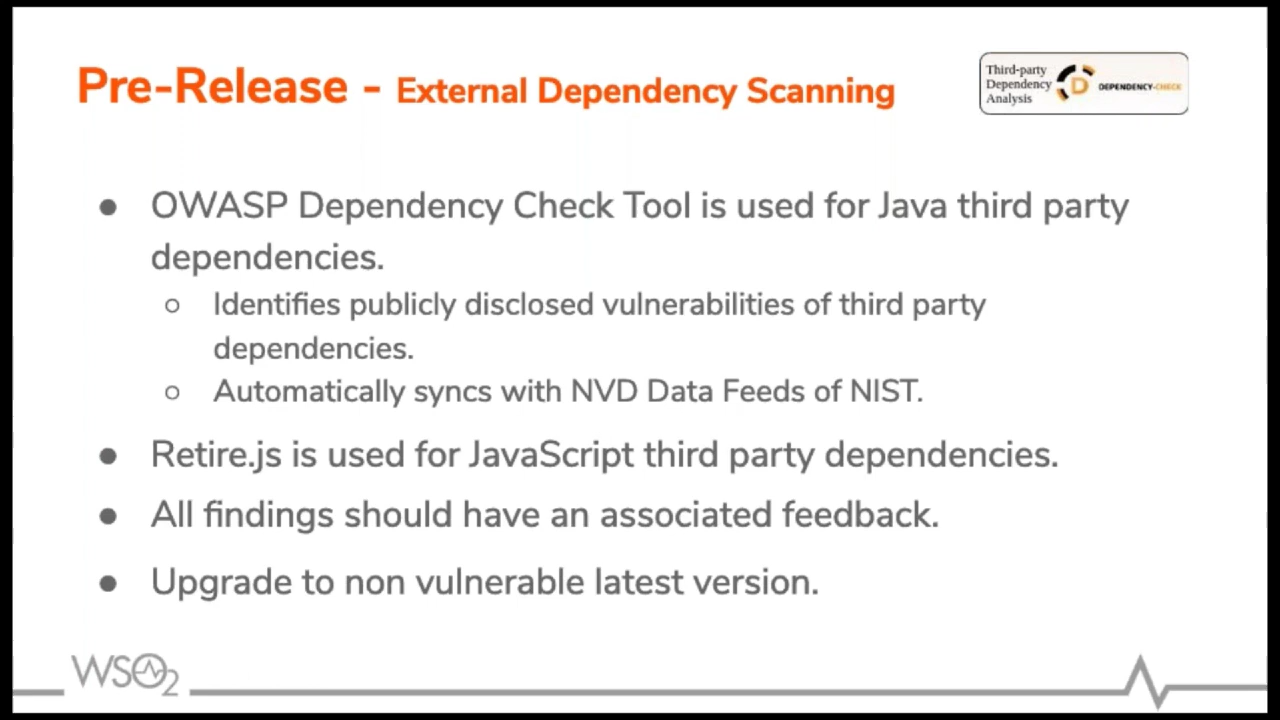 Pre-Release - External Dependency Scanning
Third-party
Dependency
Analysis
D
DEPENDENCY-CHECK
● OWASP Dependency Check Tool is used for Java third party
dependencies.
○ Identifies publicly disclosed vulnerabilities of third party
dependencies.
○ Automatically syncs with NVD Data Feeds of NIST.
● Retire.js is used for JavaScript third party dependencies.
● All findings should have an associated feedback.
● Upgrade to non vulnerable latest version.
WSO2